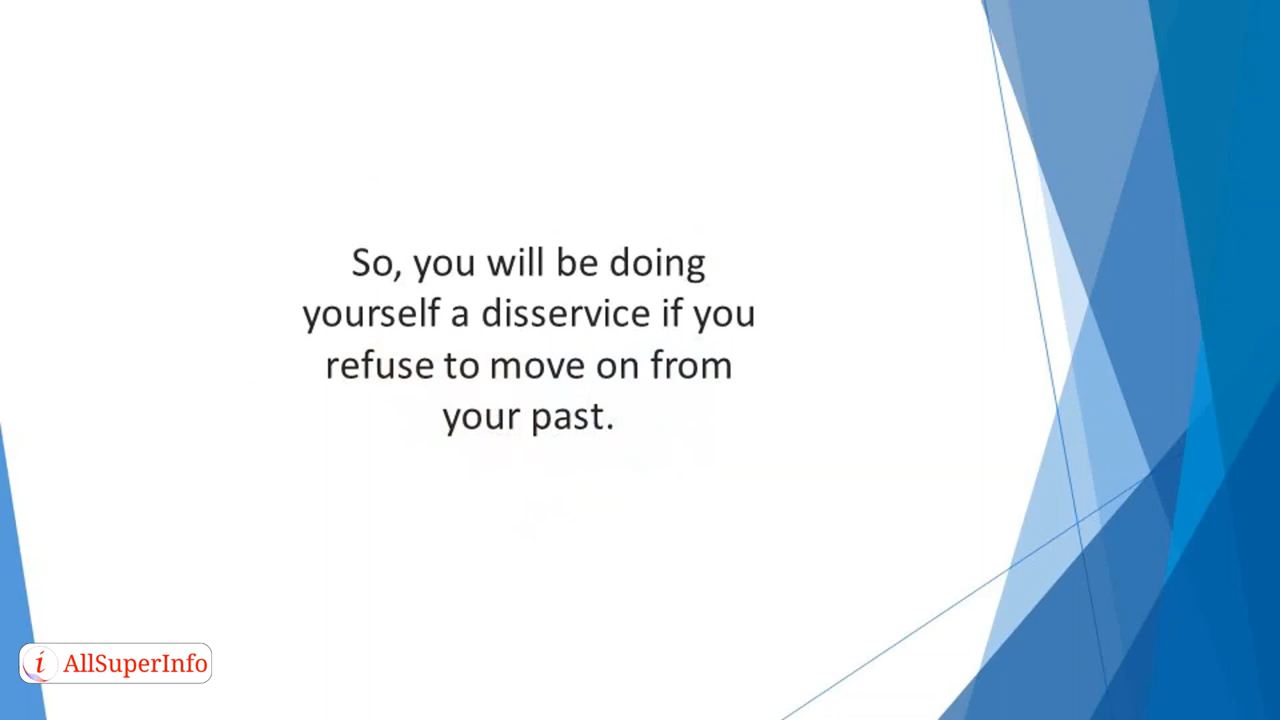 So, you will be doing
yourself a disservice if you
refuse to move on from
your past.
i AllSuperInfo